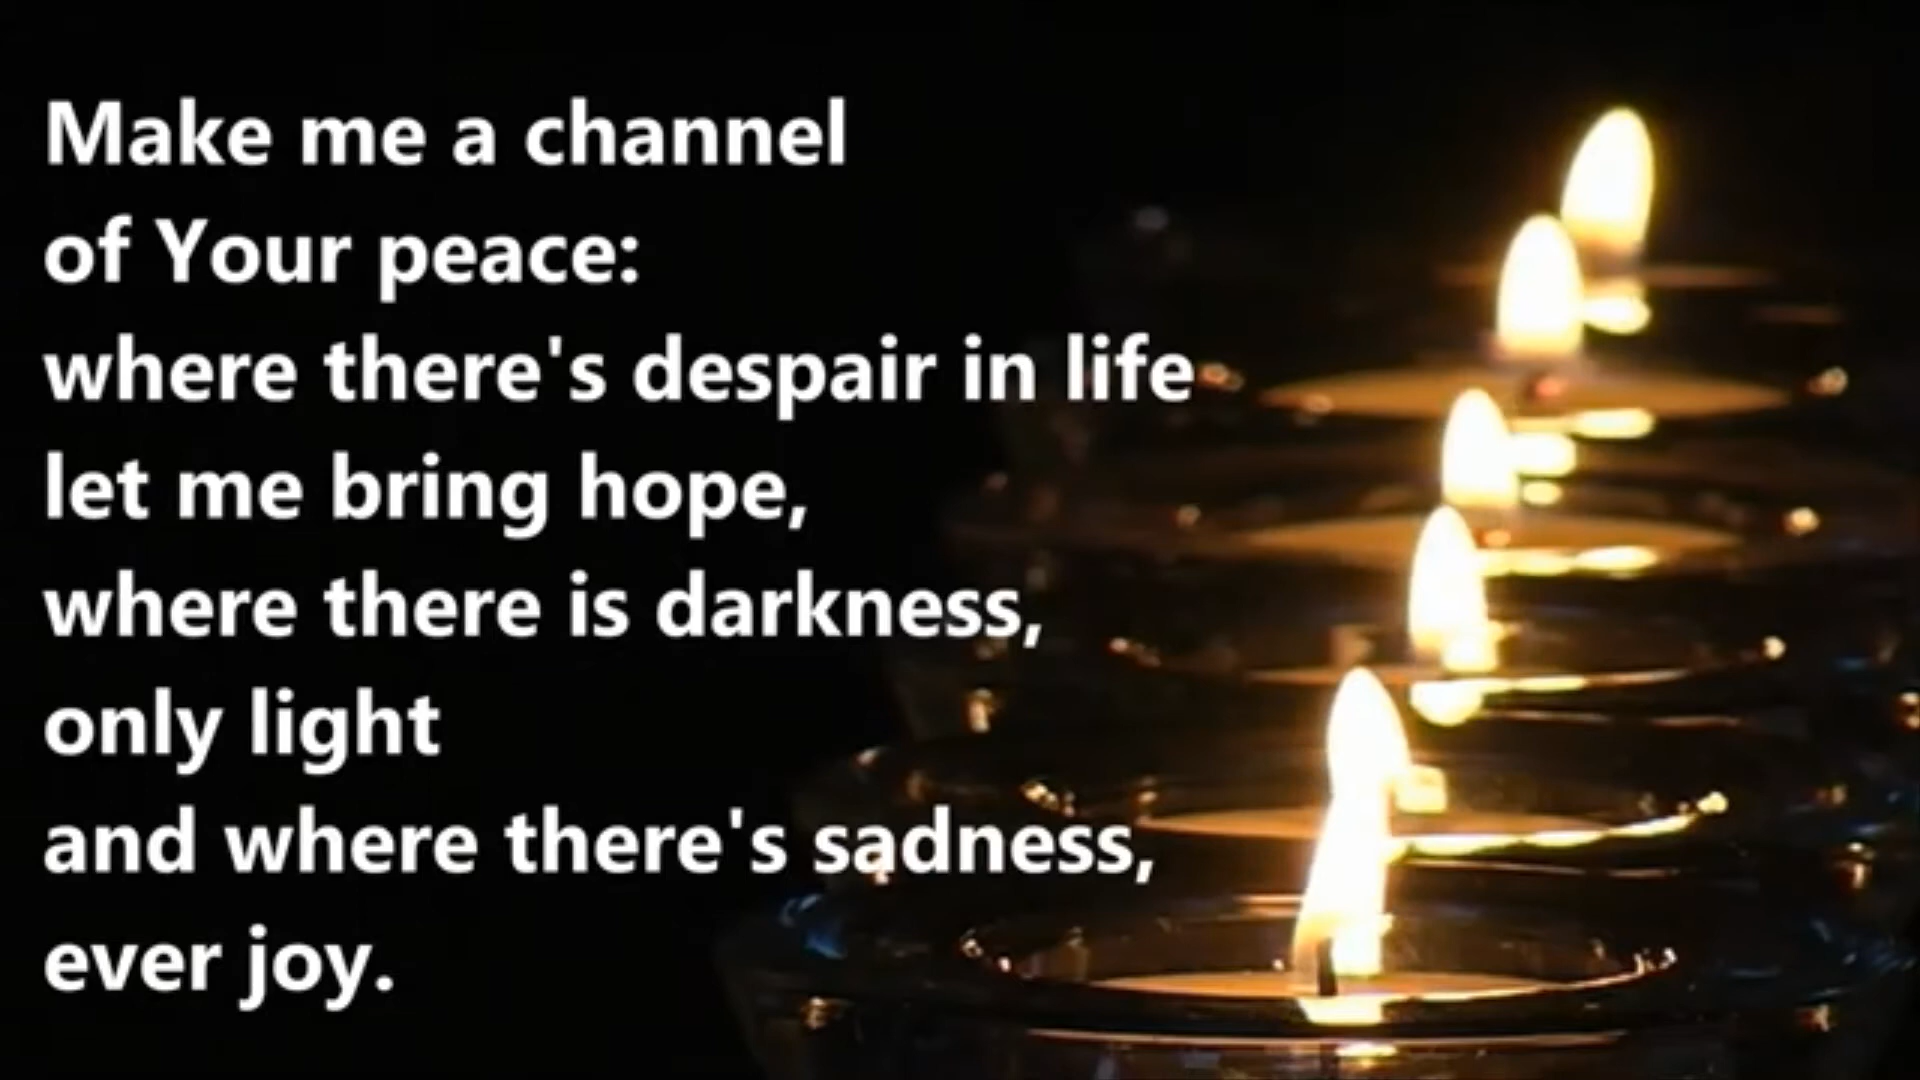 Make me a channel
of Your peace:
where there's despair in life
let me bring hope,
where there is darkness,
only light
and where there's sadness,
ever joy.